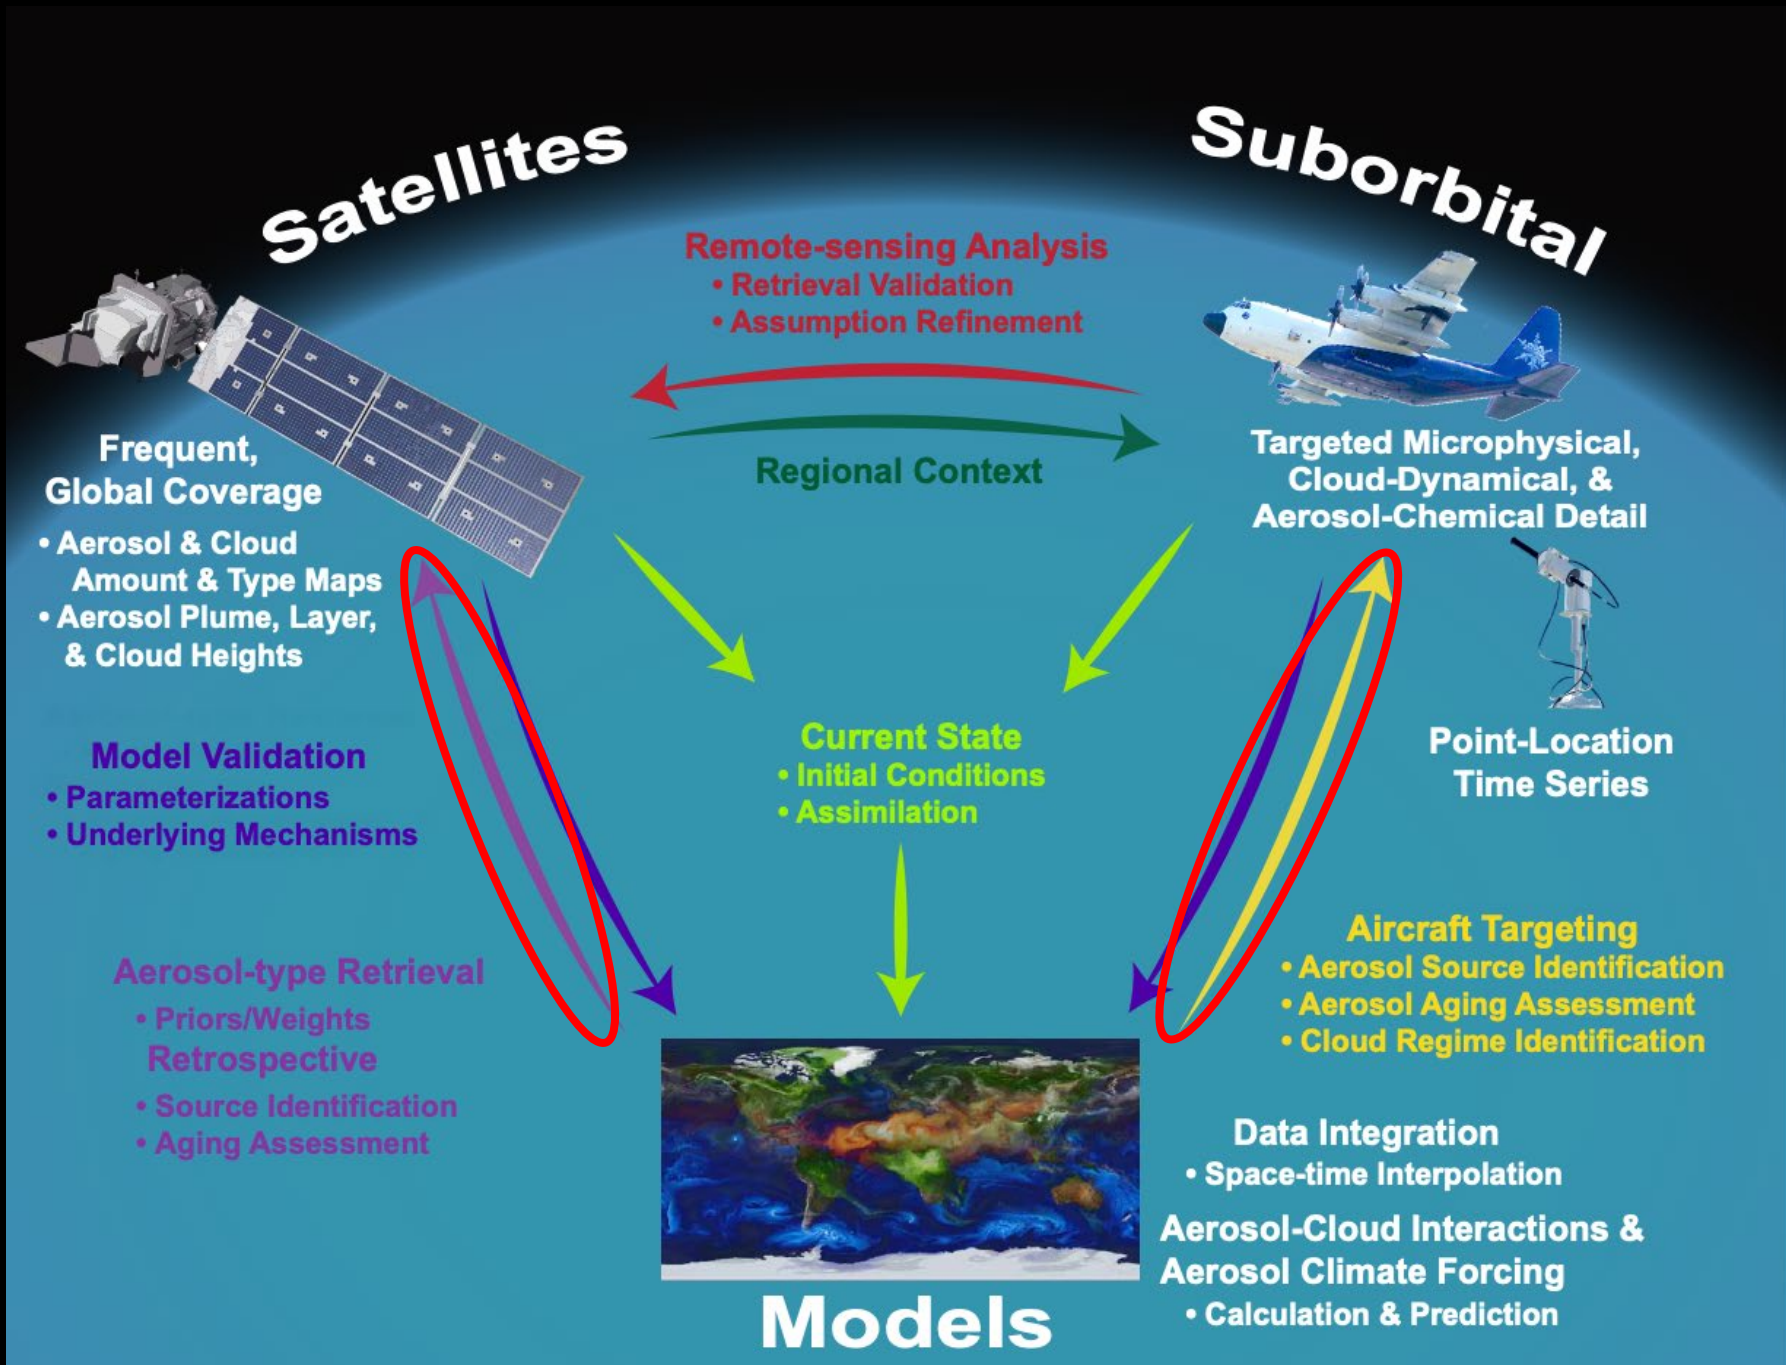 Satellites
Suborbital
Remote-sensing Analysis
• Retrieval Validation
• Assumption Refinement
Regional Context
Frequent,
Global Coverage
• Aerosol & Cloud
Amount & Type Maps
• Aerosol Plume, Layer,
& Cloud Heights
Targeted Microphysical,
Cloud-Dynamical, &
Aerosol-Chemical Detail
Point-Location
Time Series
Current State
• Initial Conditions
• Assimilation
Model Validation
• Parameterizations
• Underlying Mechanisms
Aerosol-type Retrieval
• Priors/Weights
Retrospective
• Source Identification
• Aging Assessment
Aircraft Targeting
• Aerosol Source Identification
• Aerosol Aging Assessment
• Cloud Regime Identification
Data Integration
• Space-time Interpolation
Aerosol-Cloud Interactions &
Aerosol Climate Forcing
• Calculation & Prediction
Models